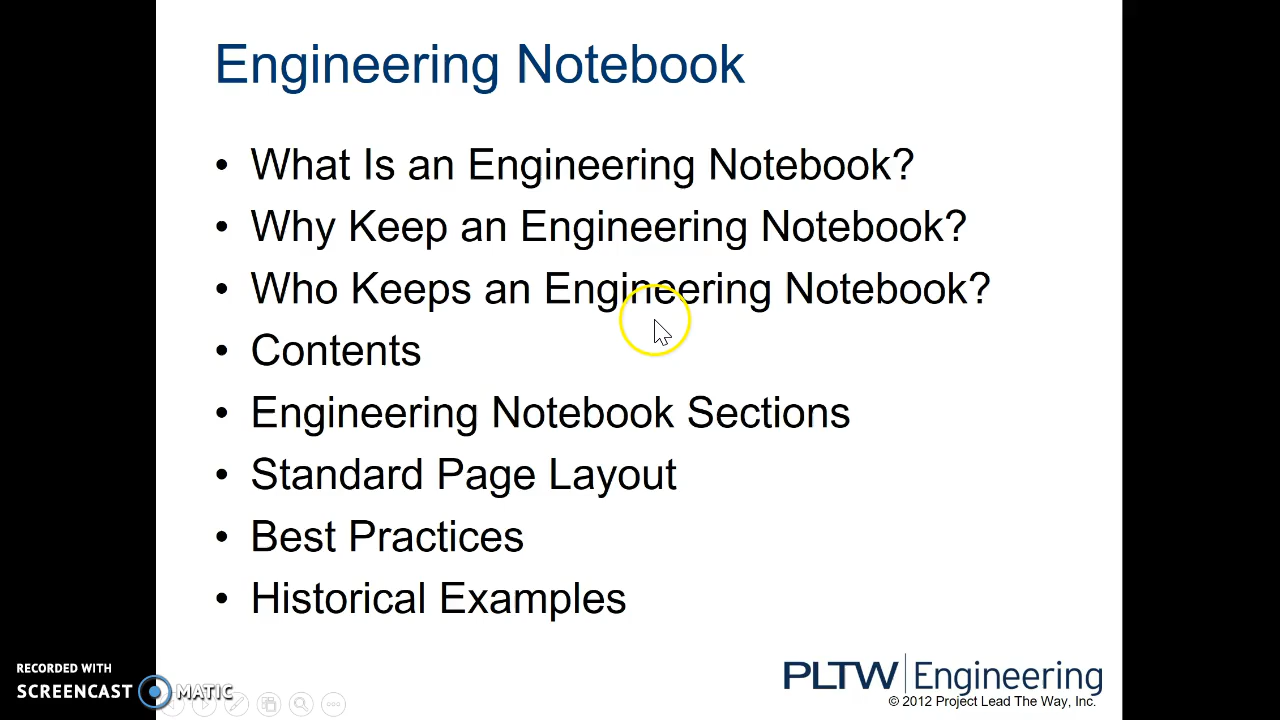 Engineering Notebook
• What Is an Engineering Notebook?
• Why Keep an Engineering Notebook?
• Who Keeps an Engineering Notebook?
• Contents
• Engineering Notebook Sections
• Standard Page Layout
• Best Practices
• Historical Examples
PLTW Engineering
© 2012 Project Lead The Way, Inc.
RECORDED WITH
SCREENCAST MATIC